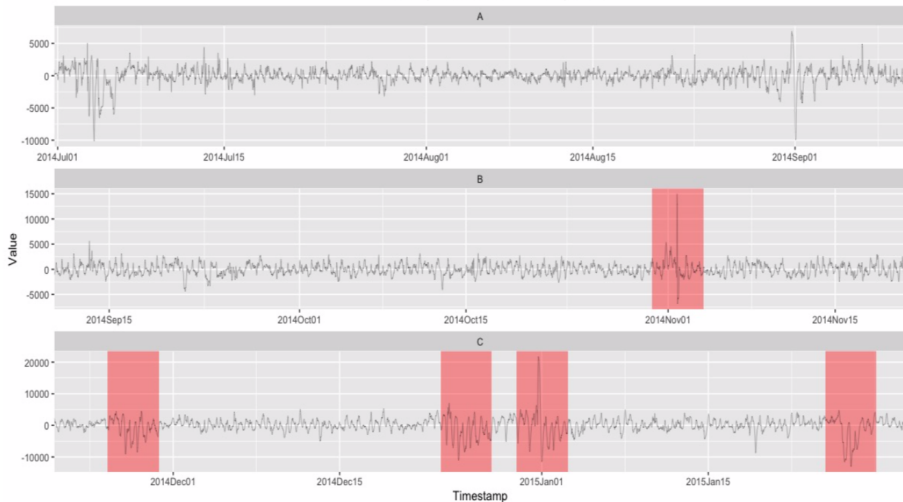 A
5000
0
-5000
-10000
2014Jul01 2014Jul15 2014Aug01 2014Aug15 2014Sep01
B
15000
10000
5000
0
-5000
2014Sep15 2014Oct01 2014Oct15 2014Nov01 2014Nov15
Value
C
20000
10000
0
-10000
2014Dec01 2014Dec15 2015Jan01 2015Jan15
Timestamp